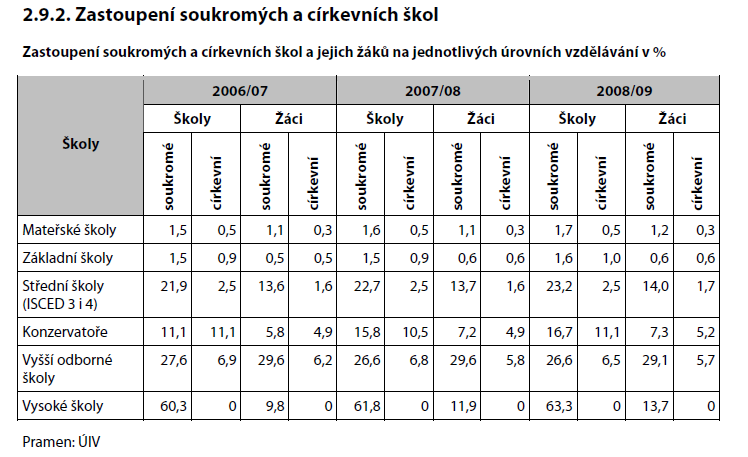 2.9.2. Zastoupení soukromých a církevních škol
Zastoupení soukromých a církevních škol a jejich žáků na jednotlivých úrovních vzdělávání v %
Školy 2006/07 2007/08 2008/09
Školy Žáci Školy Žáci Školy Žáci
soukromé církevní soukromé církevní soukromé církevní soukromé církevní soukromé církevní soukromé církevní
Mateřské školy 1,5 0,5 1,1 0,3 1,6 0,5 1,1 0,3 1,7 0,5 1,2 0,3
Základní školy 1,5 0,9 0,5 0,5 1,5 0,9 0,6 0,6 1,6 1,0 0,6 0,6
Střední školy 21,9 2,5 13,6 1,6 22,7 2,5 13,7 1,6 23,2 2,5 14,0 1,7
(ISCED 3 i 4)
Konzervatoře 11,1 11,1 5,8 4,9 15,8 10,5 7,2 4,9 16,7 11,1 7,3 5,2
Vyšší odborné 27,6 6,9 29,6 6,2 26,6 6,8 29,6 5,8 26,6 6,5 29,1 5,7
školy
Vysoké školy 60,3 0 9,8 0 61,8 0 11,9 0 63,3 0 13,7 0
Pramen: ÚIV